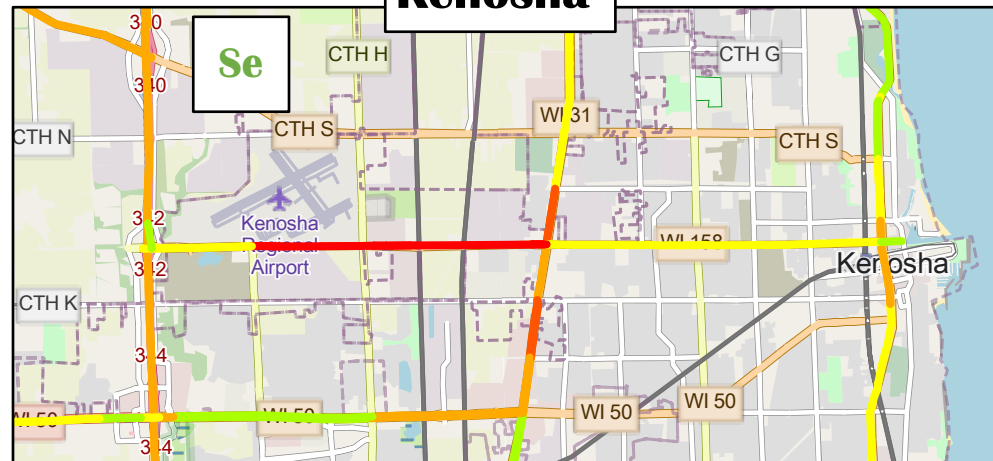 Kenosha
330
Se
CTH H
CTH G
340
WI 31
CTH S
CTH S
CTH N
Kenosha
Regional
Airport
WI 158
342
Kenosha
CTH K
344
WI 50
WI 50
WI 50
WI 50
344